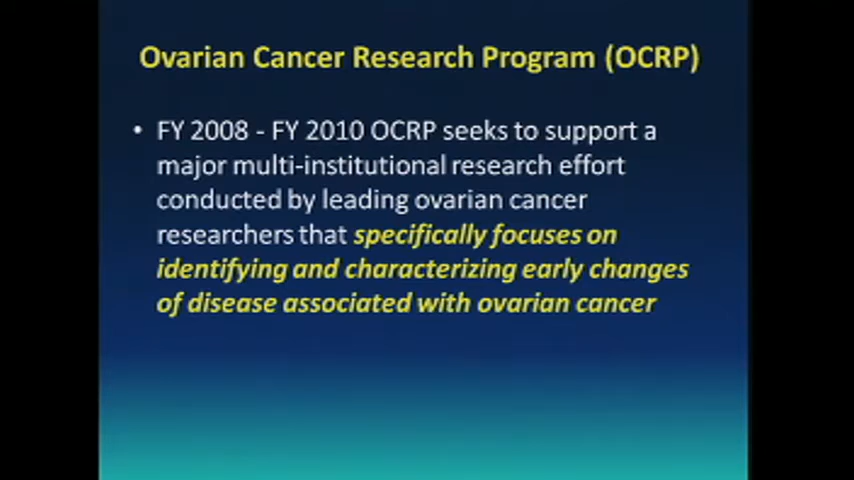 Ovarian Cancer Research Program (OCRP)
• FY 2008 - FY 2010 OCRP seeks to support a
major multi-institutional research effort
conducted by leading ovarian cancer
researchers that specifically focuses on
identifying and characterizing early changes
of disease associated with ovarian cancer